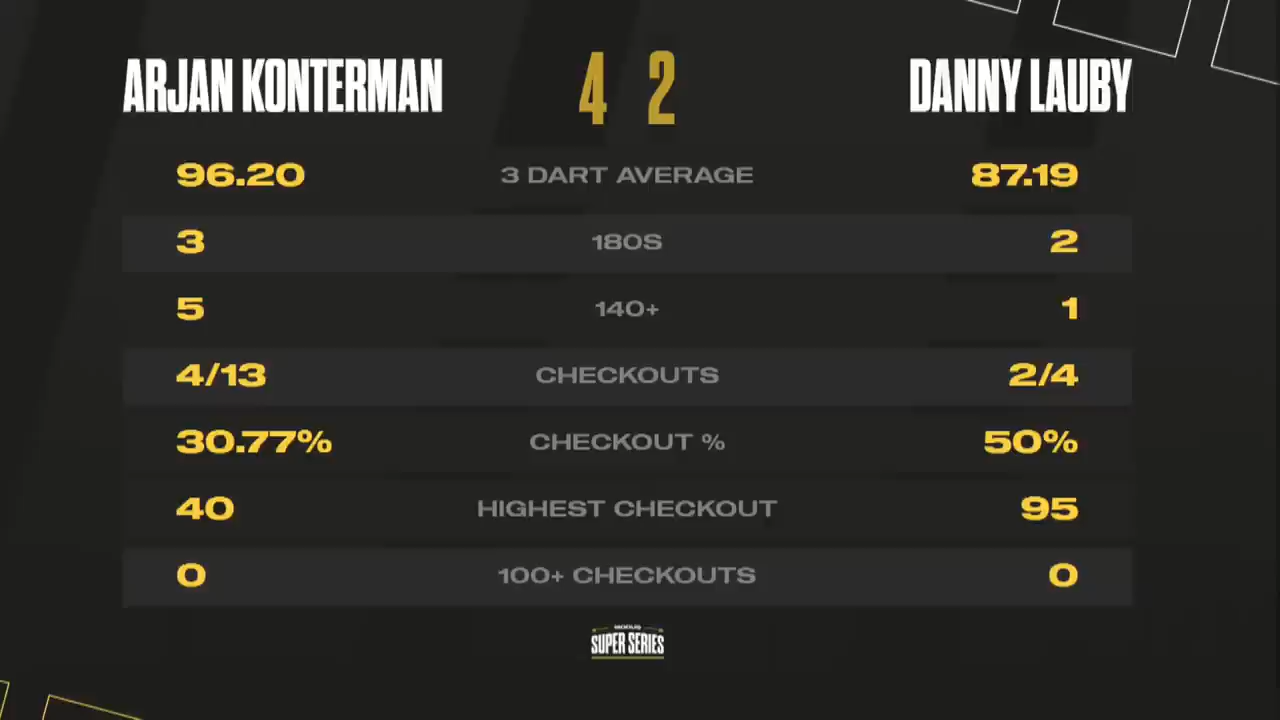 ARJAN KONTERMAN 4 2 DANNY LAUBY
96.20 3 DART AVERAGE 87.19
3 180S 2
5 140+ 1
4/13 CHECKOUTS 2/4
30.77% CHECKOUT % 50%
40 HIGHEST CHECKOUT 95
0 100+ CHECKOUTS 0
MODUS
SUPER SERIES